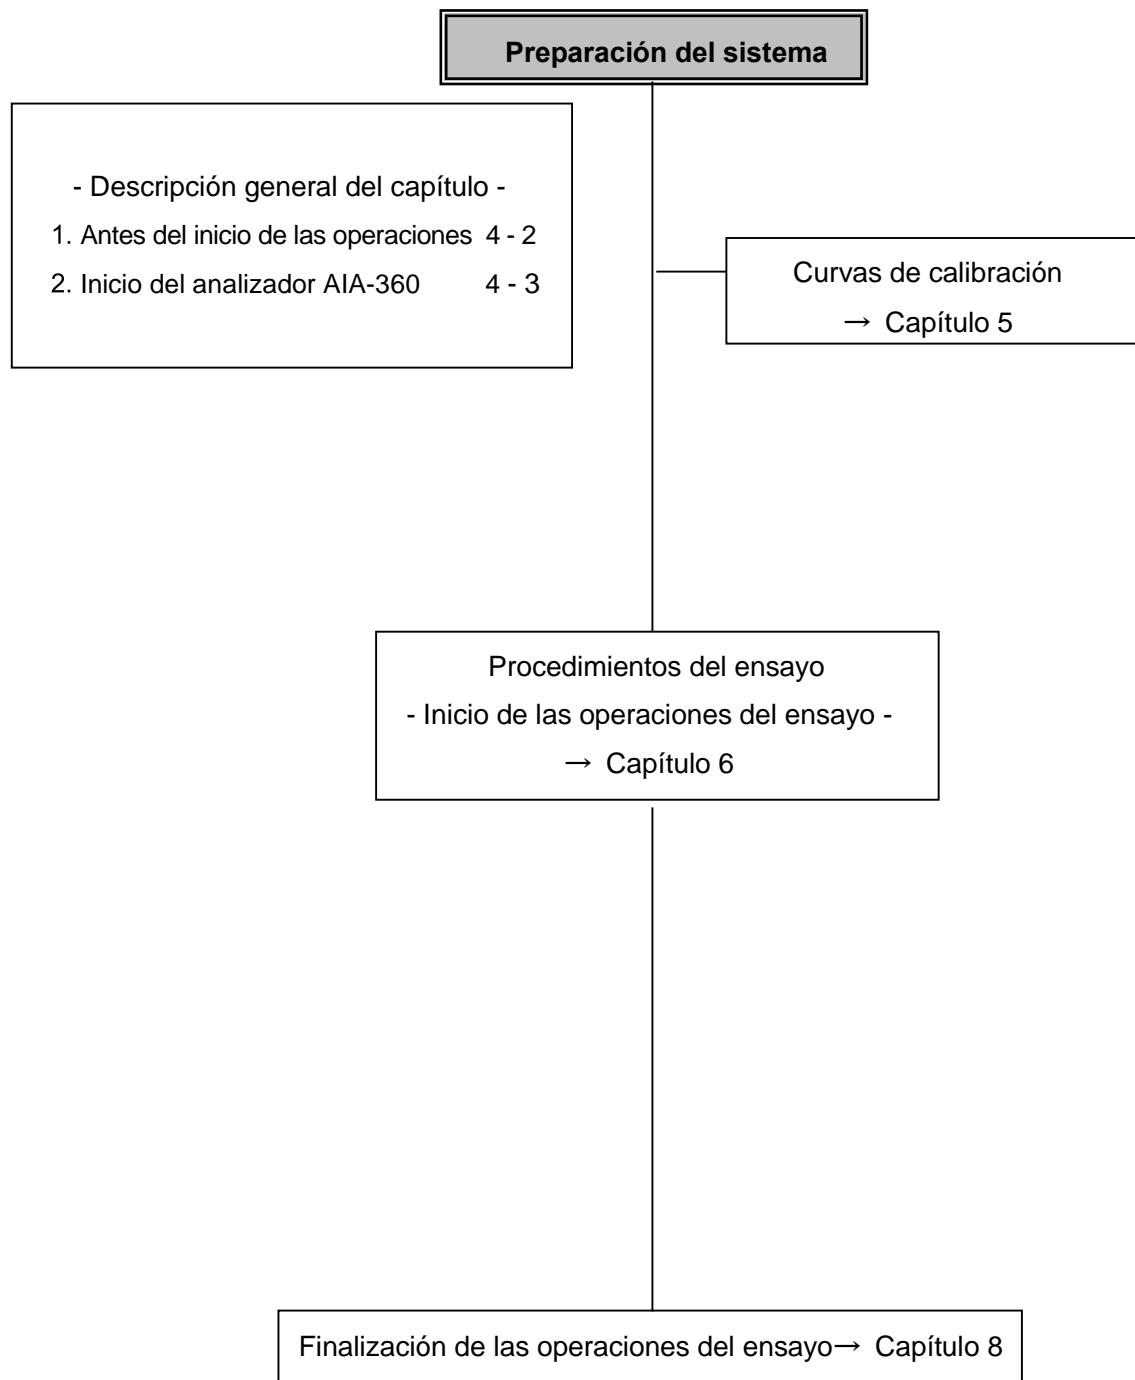 Preparación del sistema
- Descripción general del capítulo -
1. Antes del inicio de las operaciones 4 - 2
2. Inicio del analizador AIA-360 4 - 3
Curvas de calibración
→ Capítulo 5
Procedimientos del ensayo
- Inicio de las operaciones del ensayo -
→ Capítulo 6
Finalización de las operaciones del ensayo→ Capítulo 8